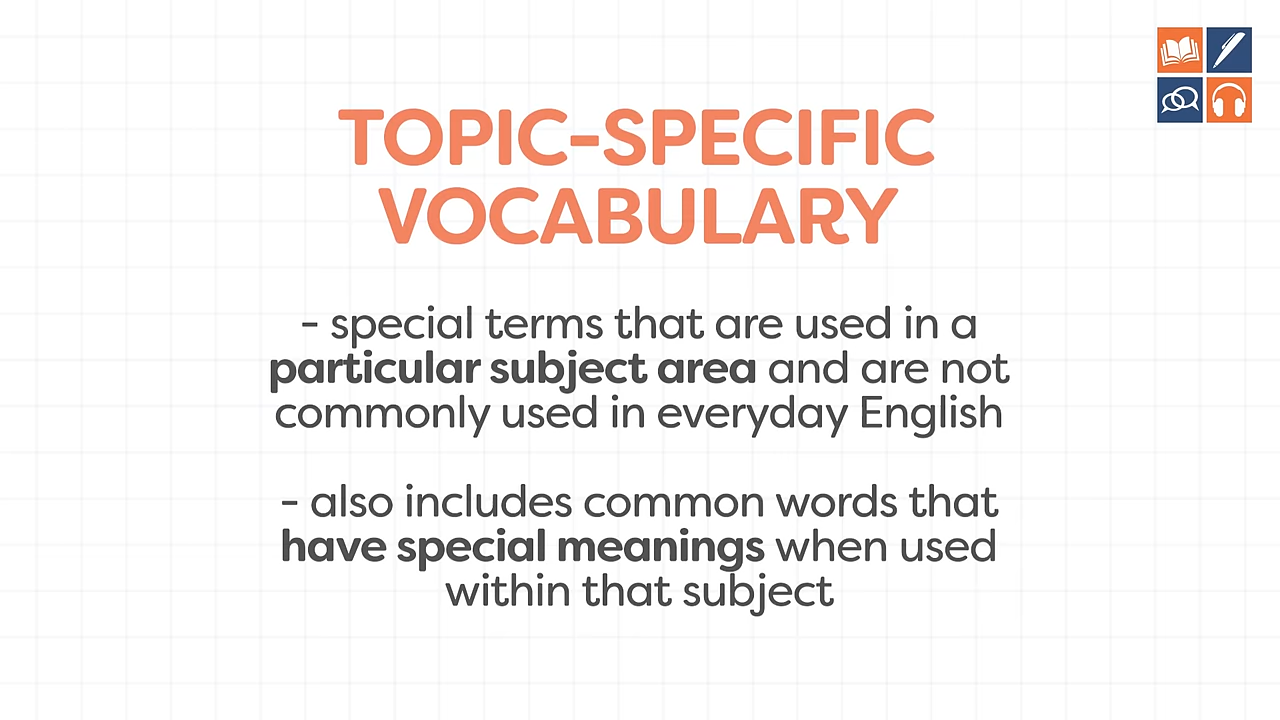 TOPIC-SPECIFIC
VOCABULARY
- special terms that are used in a
particular subject area and are not
commonly used in everyday English
- also includes common words that
have special meanings when used
within that subject